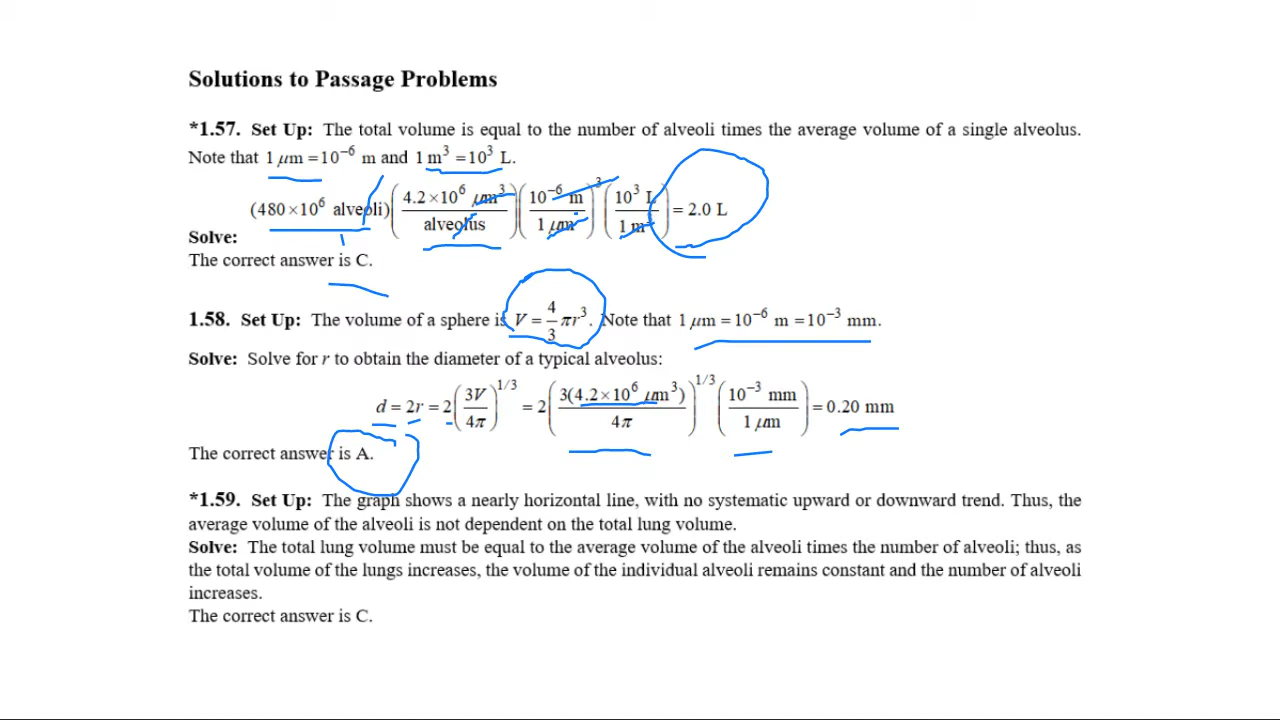 Solutions to Passage Problems
*1.57. Set Up: The total volume is equal to the number of alveoli times the average volume of a single alveolus.
Note that 1 μm = 10⁻⁶ m and 1 m³ = 10³ L.
(480×10⁶ alveoli)(4.2×10⁶ μm³ / alveolus)(10⁻⁶ m / 1 μm)³(10³ L / 1 m³) = 2.0 L
Solve:
The correct answer is C.
1.58. Set Up: The volume of a sphere is V = 4/3 πr³. Note that 1 μm = 10⁻⁶ m = 10⁻³ mm.
Solve: Solve for r to obtain the diameter of a typical alveolus:
d = 2r = 2(3V / 4π)^1/3 = 2(3(4.2×10⁶ μm³) / 4π)^1/3 (10⁻³ mm / 1 μm) = 0.20 mm
The correct answer is A.
*1.59. Set Up: The graph shows a nearly horizontal line, with no systematic upward or downward trend. Thus, the
average volume of the alveoli is not dependent on the total lung volume.
Solve: The total lung volume must be equal to the average volume of the alveoli times the number of alveoli; thus, as
the total volume of the lungs increases, the volume of the individual alveoli remains constant and the number of alveoli
increases.
The correct answer is C.